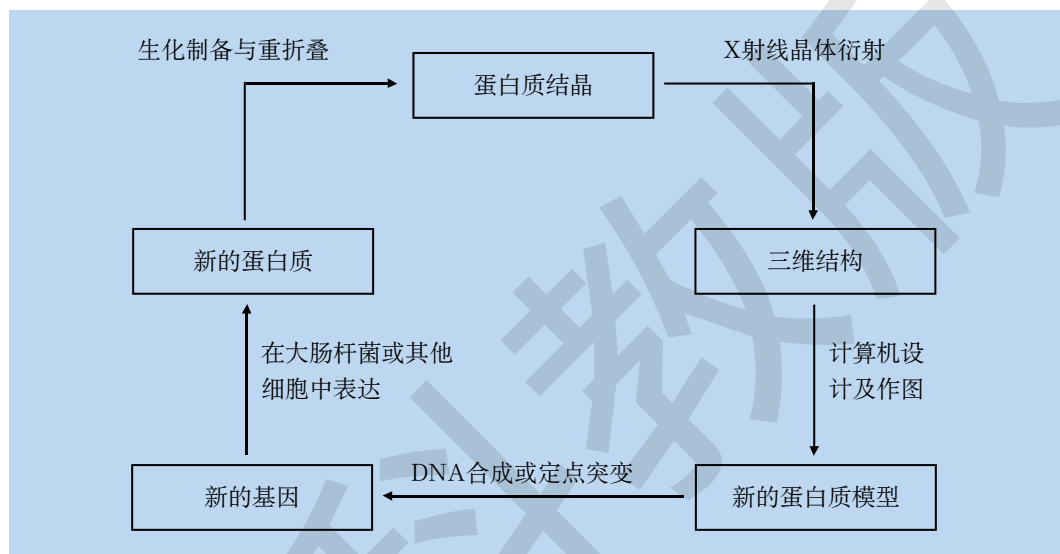 生化制备与重折叠
蛋白质结晶
X射线晶体衍射
新的蛋白质
三维结构
在大肠杆菌或其他
细胞中表达
计算机设
计及作图
新的基因
DNA合成或定点突变
新的蛋白质模型
科教版